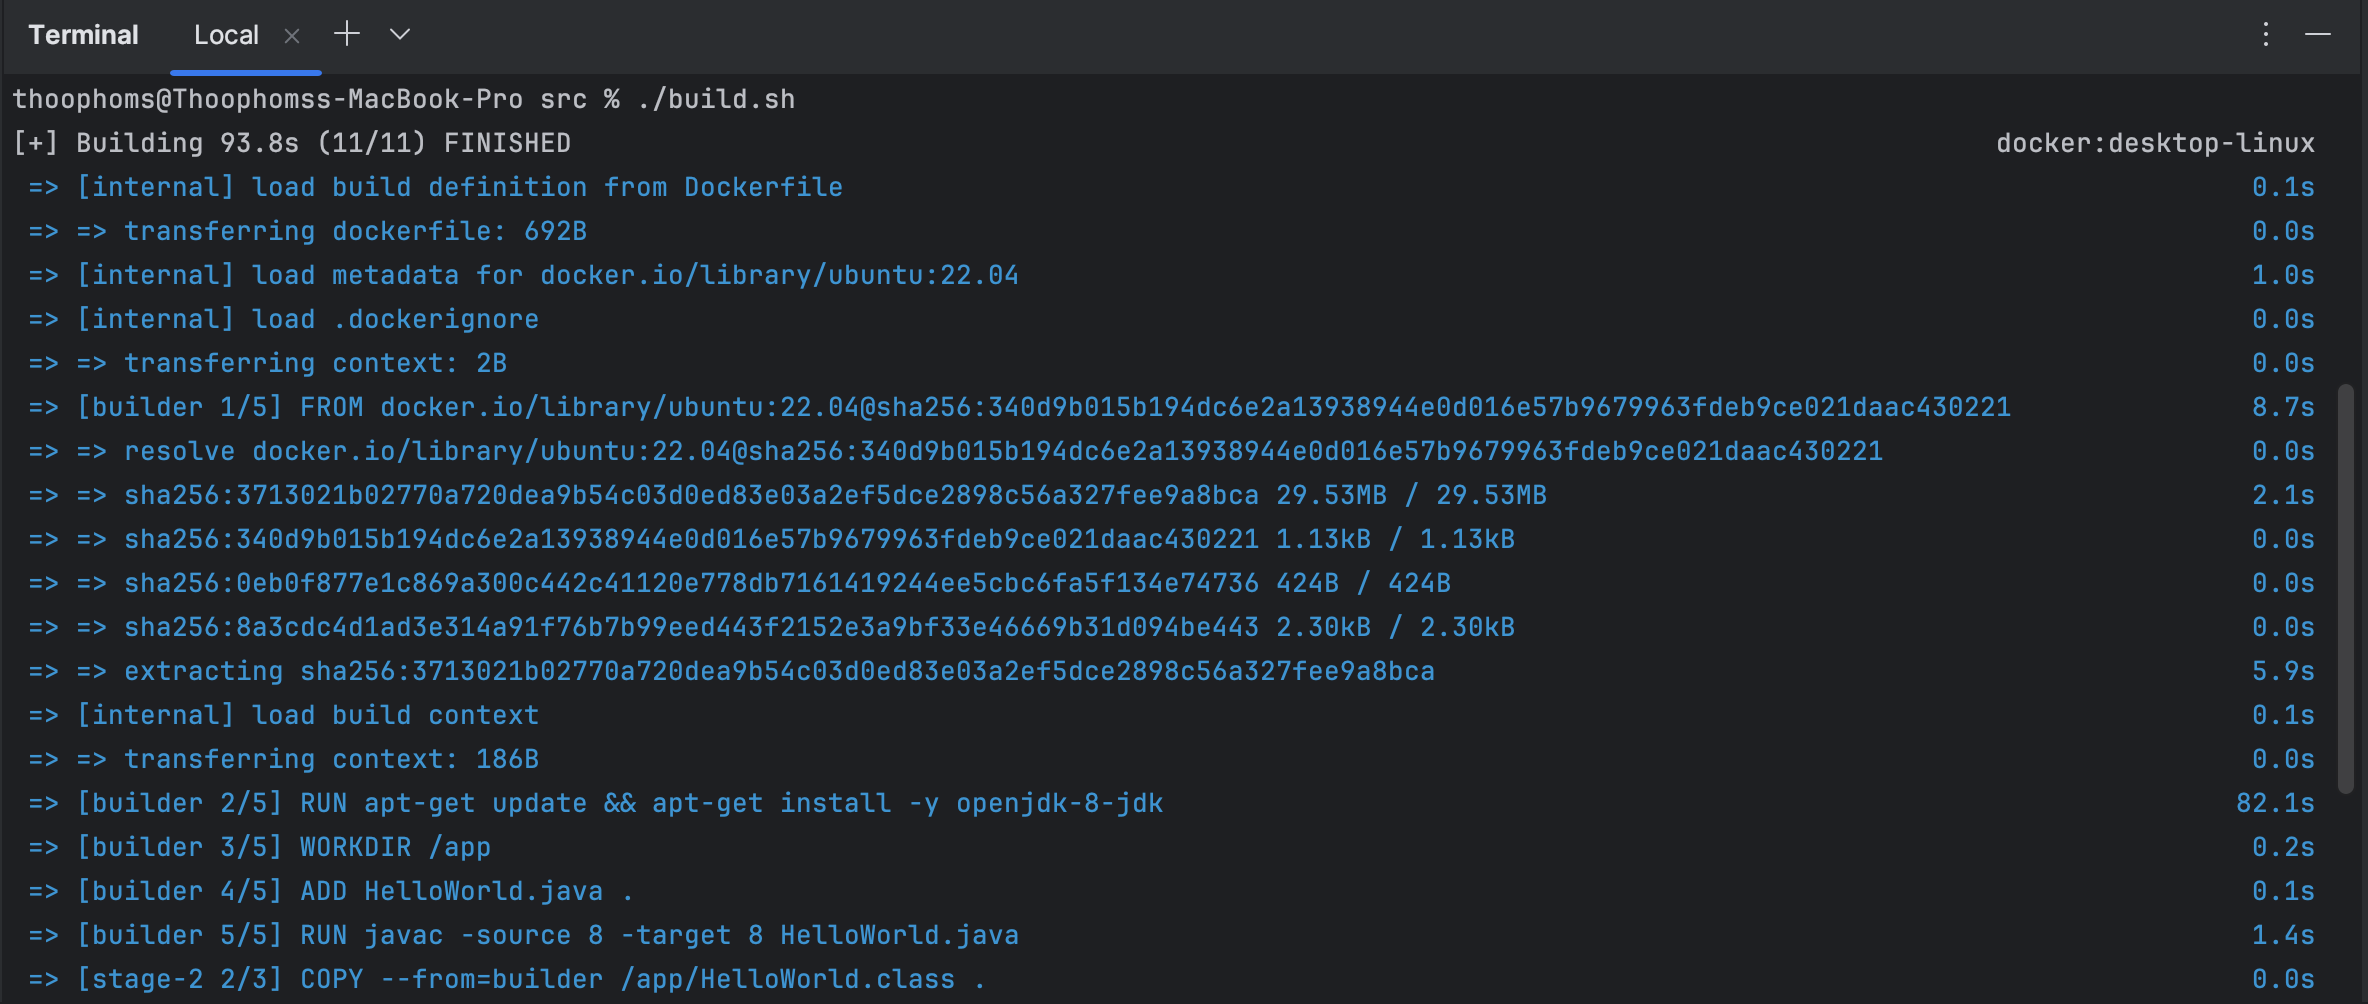 Terminal Local
thoophoms@Thoophomss-MacBook-Pro src % ./build.sh
[+] Building 93.8s (11/11) FINISHED docker:desktop-linux
=> [internal] load build definition from Dockerfile 0.1s
=> => transferring dockerfile: 692B 0.0s
=> [internal] load metadata for docker.io/library/ubuntu:22.04 1.0s
=> [internal] load .dockerignore 0.0s
=> => transferring context: 2B 0.0s
=> [builder 1/5] FROM docker.io/library/ubuntu:22.04@sha256:340d9b015b194dc6e2a13938944e0d016e57b9679963fdeb9ce021daac430221 8.7s
=> => resolve docker.io/library/ubuntu:22.04@sha256:340d9b015b194dc6e2a13938944e0d016e57b9679963fdeb9ce021daac430221 0.0s
=> => sha256:3713021b02770a720dea9b54c03d0ed83e03a2ef5dce2898c56a327fee9a8bca 29.53MB / 29.53MB 2.1s
=> => sha256:340d9b015b194dc6e2a13938944e0d016e57b9679963fdeb9ce021daac430221 1.13kB / 1.13kB 0.0s
=> => sha256:0eb0f877e1c869a300c442c41120e778db7161419244ee5cbc6fa5f134e74736 424B / 424B 0.0s
=> => sha256:8a3cdc4d1ad3e314a91f76b7b99eed443f2152e3a9bf33e46669b31d094be443 2.30kB / 2.30kB 0.0s
=> => extracting sha256:3713021b02770a720dea9b54c03d0ed83e03a2ef5dce2898c56a327fee9a8bca 5.9s
=> [internal] load build context 0.1s
=> => transferring context: 186B 0.0s
=> [builder 2/5] RUN apt-get update && apt-get install -y openjdk-8-jdk 82.1s
=> [builder 3/5] WORKDIR /app 0.2s
=> [builder 4/5] ADD HelloWorld.java . 0.1s
=> [builder 5/5] RUN javac -source 8 -target 8 HelloWorld.java 1.4s
=> [stage-2 2/3] COPY --from=builder /app/HelloWorld.class . 0.0s